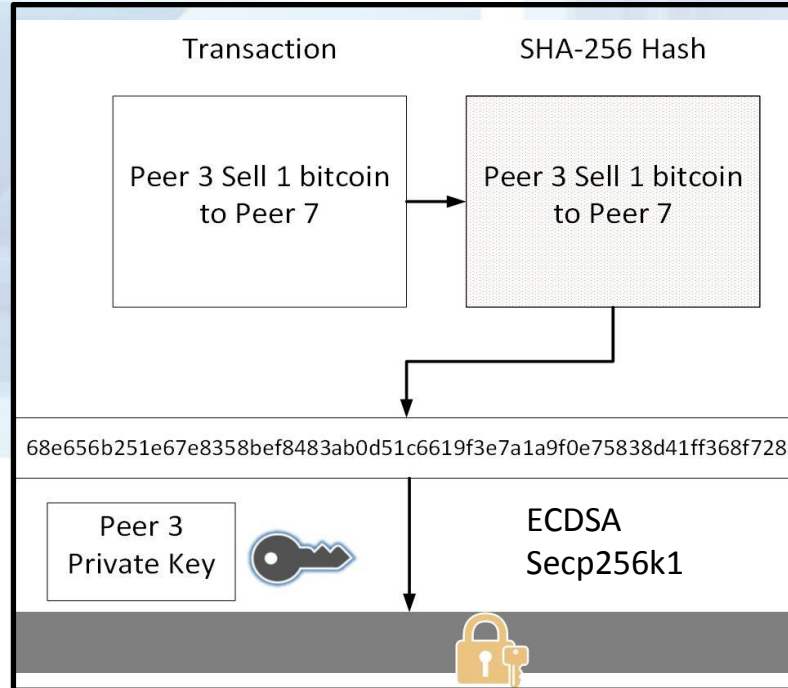 Transaction
SHA-256 Hash
Peer 3 Sell 1 bitcoin
to Peer 7
Peer 3 Sell 1 bitcoin
to Peer 7
68e656b251e67e8358bef8483ab0d51c6619f3e7a1a9f0e75838d41ff368f728
Peer 3
Private Key
ECDSA
Secp256k1